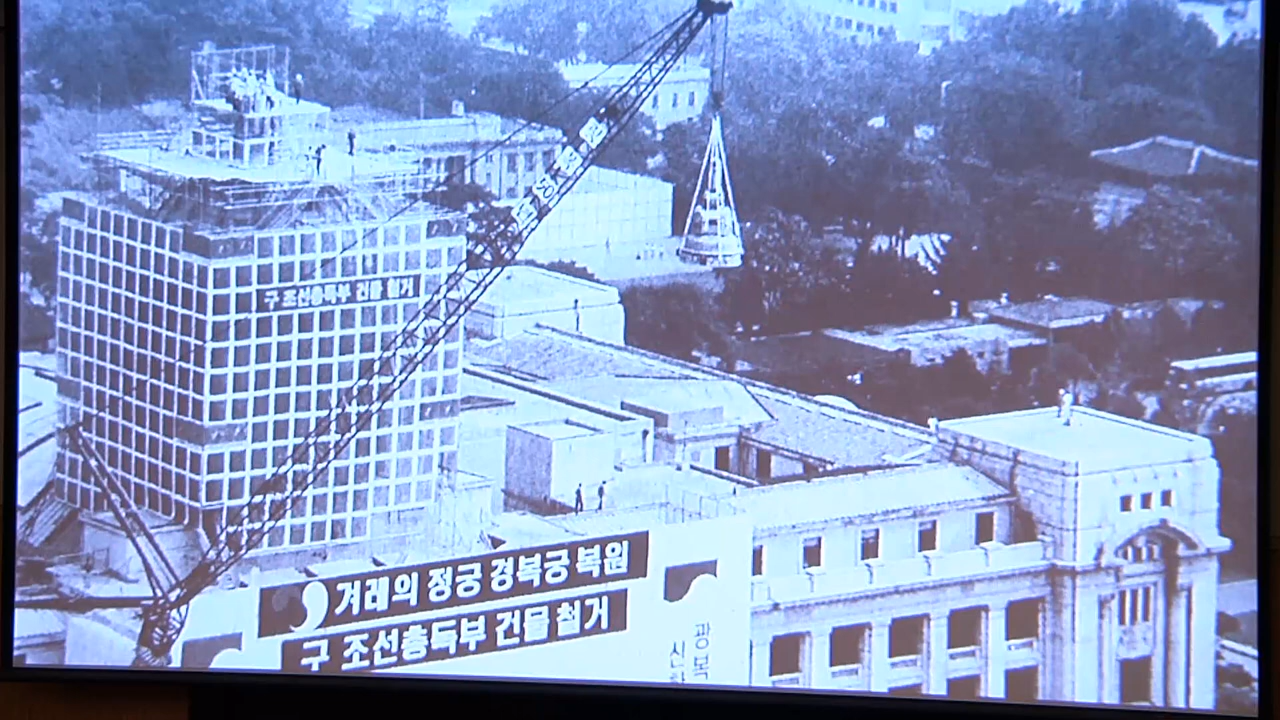 구 조선총독부 건물 철거
겨레의 정궁 경복궁 복원
구 조선총독부 건물 철거
광복